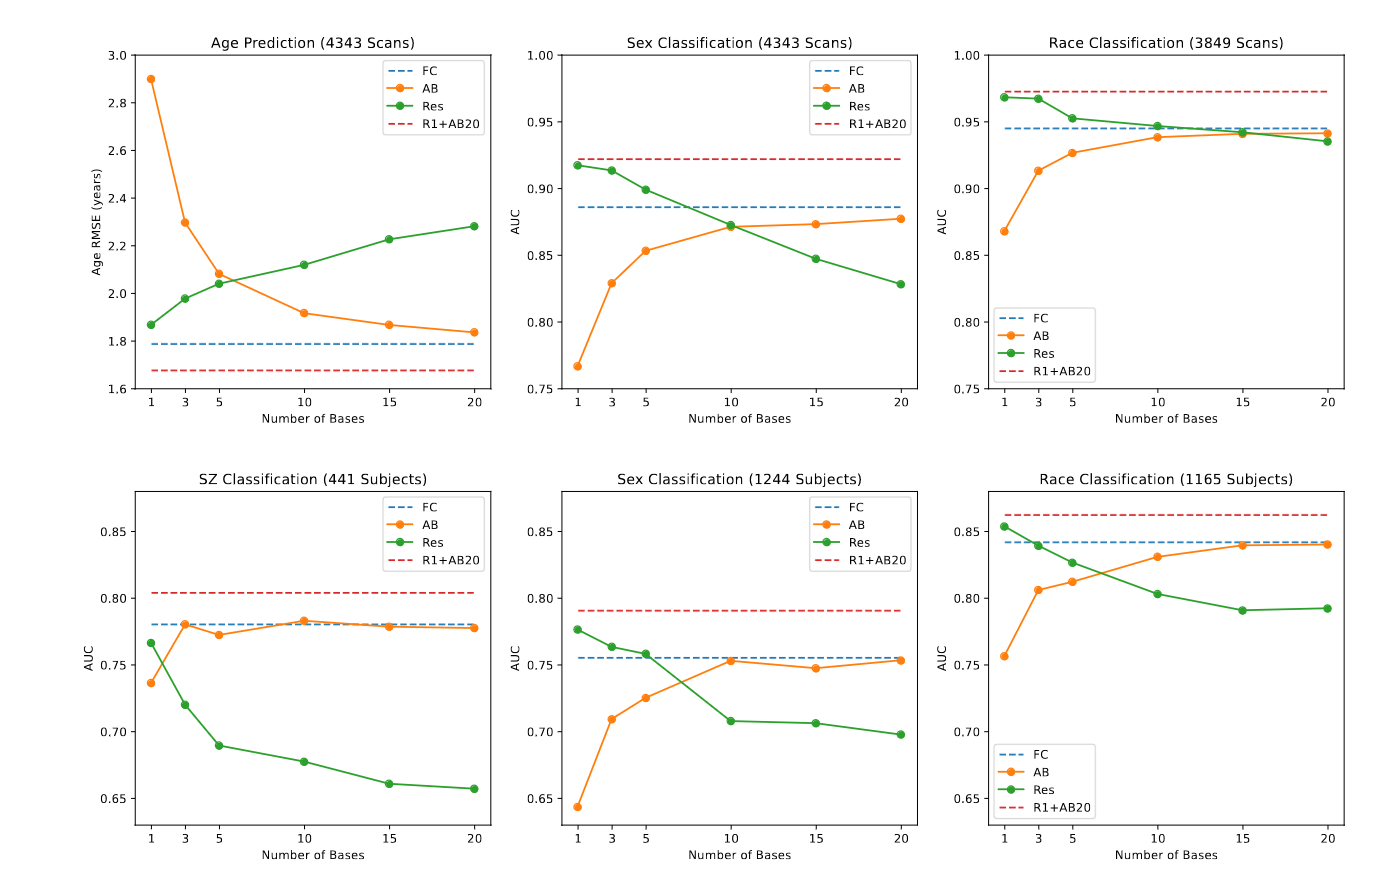 Age Prediction (4343 Scans)
3.0
2.8
2.6
2.4
2.2
2.0
1.8
1.6
Age RMSE (years)
1 3 5 10 15 20
Number of Bases
FC
AB
Res
R1+AB20
Sex Classification (4343 Scans)
1.00
0.95
0.90
0.85
0.80
0.75
AUC
1 3 5 10 15 20
Number of Bases
FC
AB
Res
R1+AB20
Race Classification (3849 Scans)
1.00
0.95
0.90
0.85
0.80
0.75
AUC
1 3 5 10 15 20
Number of Bases
FC
AB
Res
R1+AB20
SZ Classification (441 Subjects)
0.85
0.80
0.75
0.70
0.65
AUC
1 3 5 10 15 20
Number of Bases
FC
AB
Res
R1+AB20
Sex Classification (1244 Subjects)
0.85
0.80
0.75
0.70
0.65
AUC
1 3 5 10 15 20
Number of Bases
FC
AB
Res
R1+AB20
Race Classification (1165 Subjects)
0.85
0.80
0.75
0.70
0.65
AUC
1 3 5 10 15 20
Number of Bases
FC
AB
Res
R1+AB20